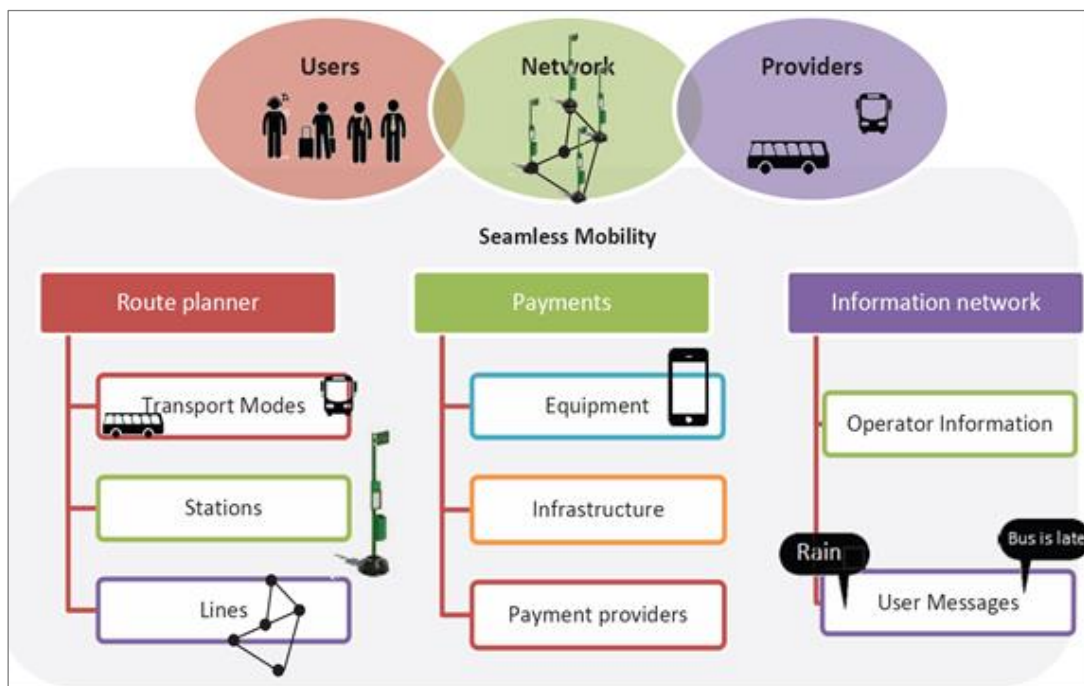 Users
Network
Providers
Seamless Mobility
Route planner
Transport Modes
Stations
Lines
Payments
Equipment
Infrastructure
Payment providers
Information network
Operator Information
Rain
Bus is late
User Messages